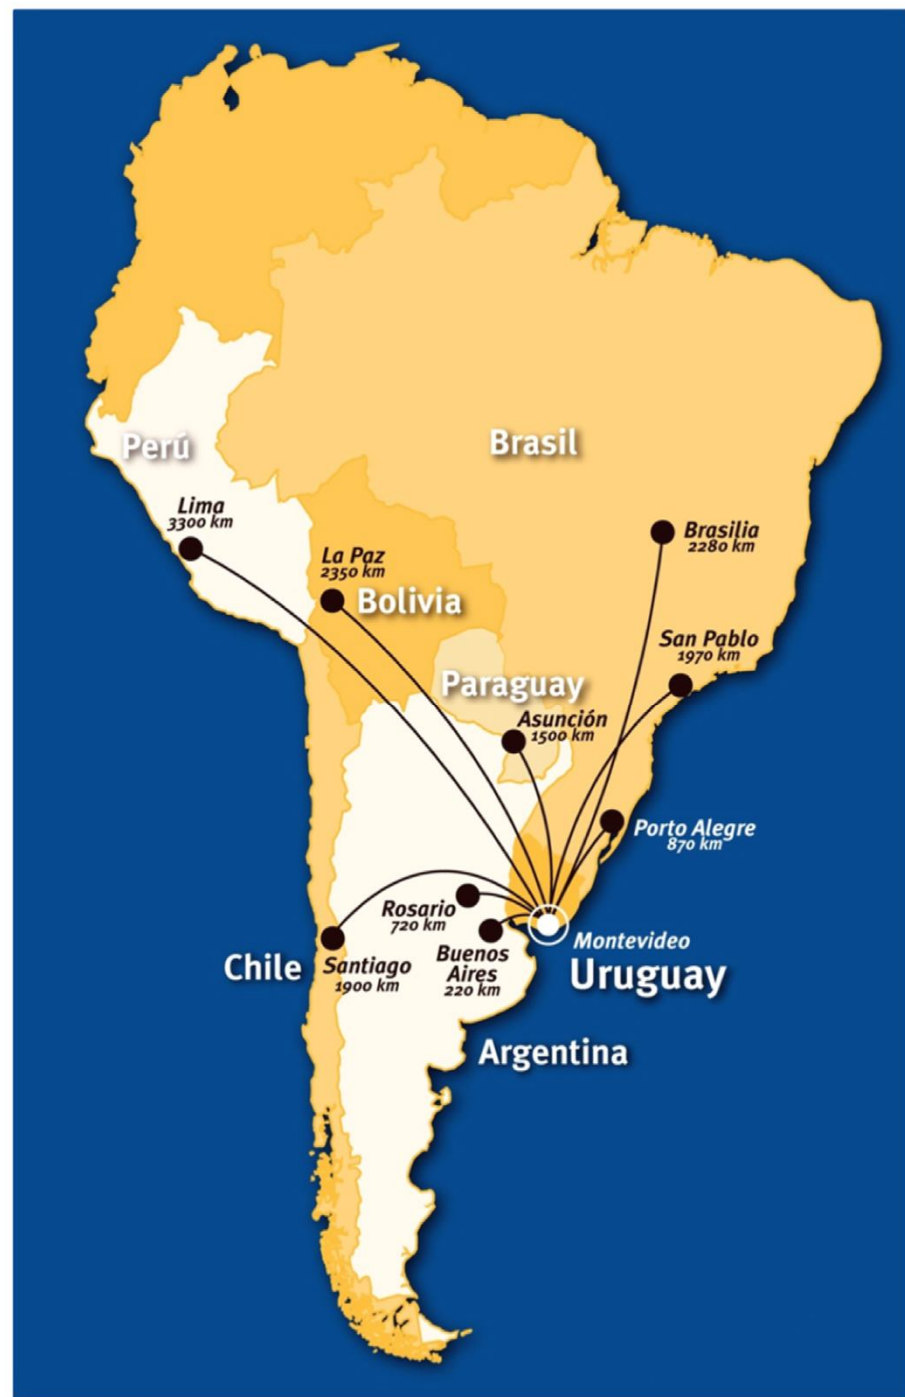 Perú
Brasil
Lima
3300 km
Brasilia
2280 km
La Paz
2350 km
Bolivia
San Pablo
1970 km
Paraguay
Asunción
1500 km
Porto Alegre
870 km
Rosario
720 km
Montevideo
Uruguay
Buenos
Aires
220 km
Chile
Santiago
1900 km
Argentina